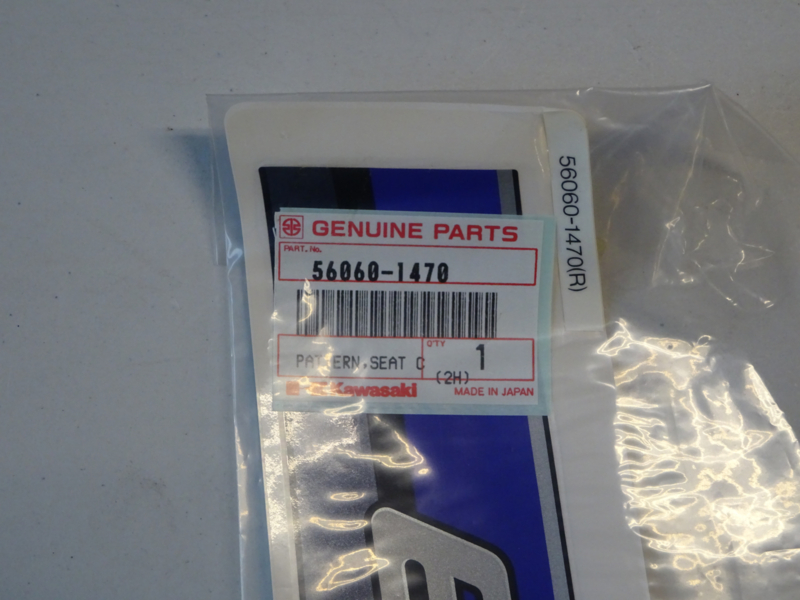 GENUINE PARTS
PART. No.
56060-1470
Q'TY
1
PATTERN,SEAT C
(2H)
Kawasaki
MADE IN JAPAN
56060-1470(R)